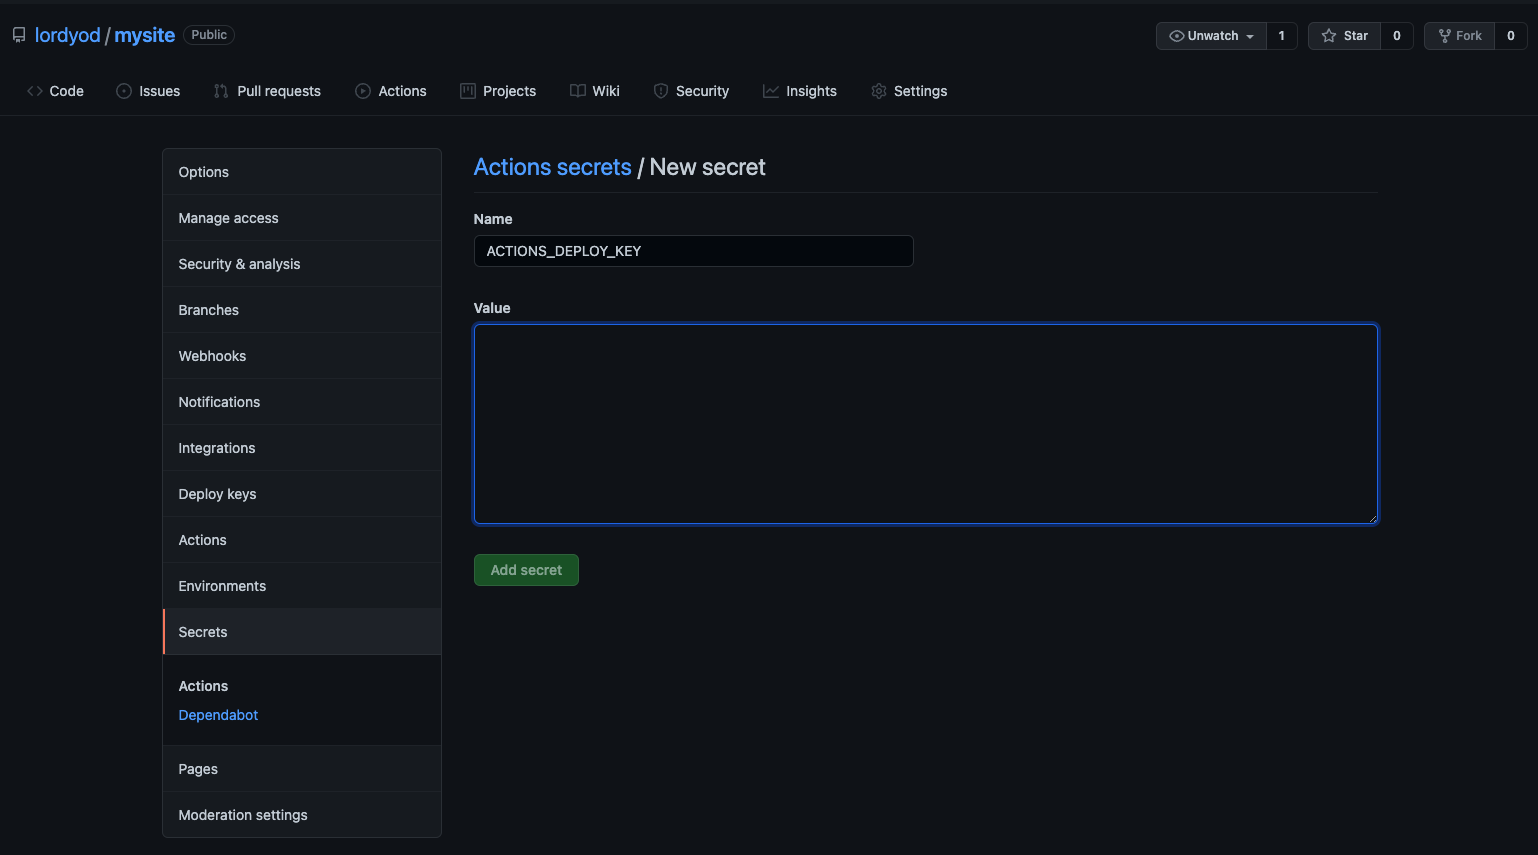 lordyod / mysite Public
Unwatch 1 Star 0 Fork 0
Code Issues Pull requests Actions Projects Wiki Security Insights Settings
Options
Manage access
Security & analysis
Branches
Webhooks
Notifications
Integrations
Deploy keys
Actions
Environments
Secrets
Actions
Dependabot
Pages
Moderation settings
Actions secrets / New secret
Name
ACTIONS_DEPLOY_KEY
Value
Add secret